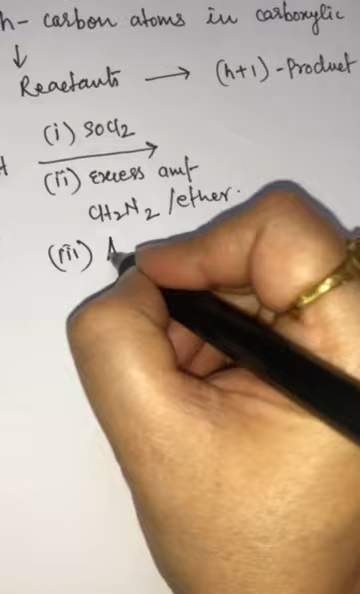 n- carbon atoms in carboxylic
↓
Reactants → (n+1)-Product
(i) SOCl2
(ii) Excess amt
CH2N2 /ether.
(iii) A